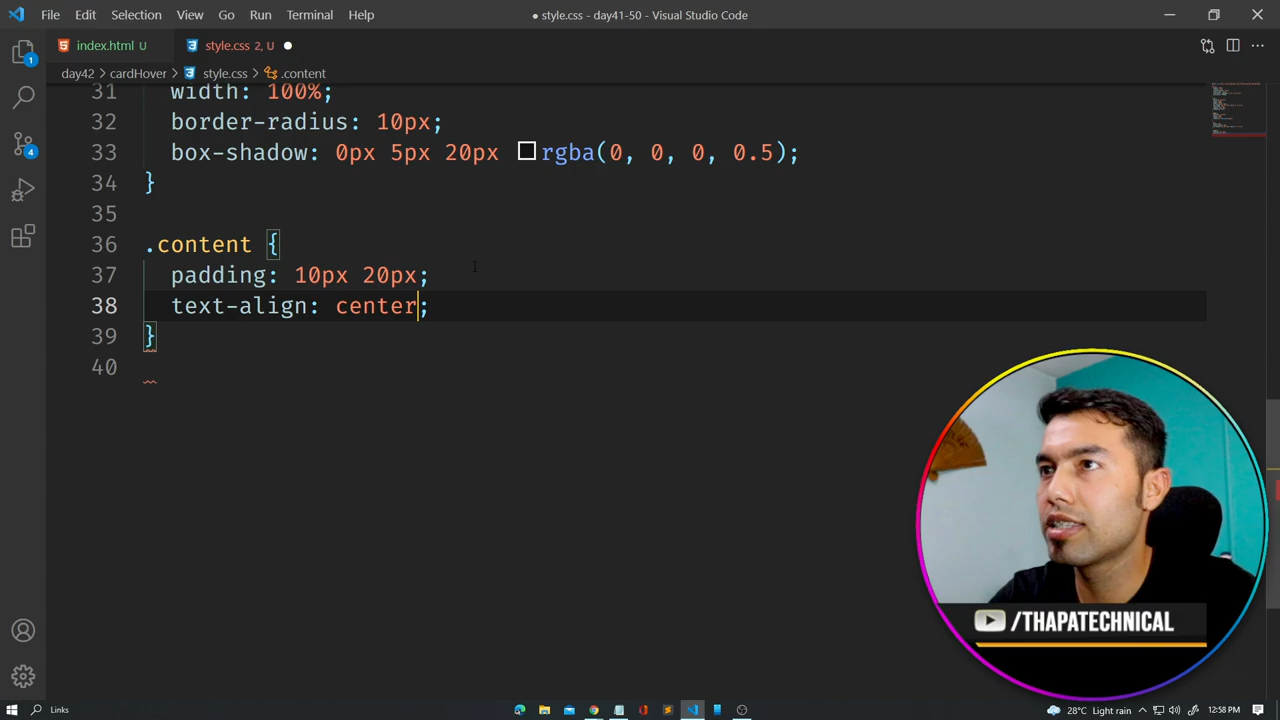 File Edit Selection View Go Run Terminal Help ● style.css - day41-50 - Visual Studio Code
index.html U style.css 2, U
day42 > cardHover > style.css > .content
31 width: 100%;
32 border-radius: 10px;
33 box-shadow: 0px 5px 20px rgba(0, 0, 0, 0.5);
34 }
35
36 .content {
37 padding: 10px 20px;
38 text-align: center;
39 }
40
1
4
/THAPATECHNICAL
Links 28°C Light rain 12:58 PM